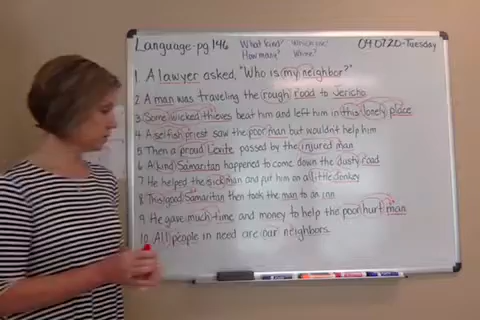 Language-pg 146
What kind? Which one?
How many? Whose?
040720-Tuesday
1. A lawyer asked, "Who is my neighbor?"
2 A man was traveling the rough road to Jericho.
3 Some wicked thieves beat him and left him in this lonely place
4 A selfish priest saw the poor man but wouldn't help him
5 Then a proud Levite passed by the injured man
6 A kind Samaritan happened to come down the dusty road
7 He helped the sick man and put him on a little donkey
8 This good Samaritan then took the man to an inn
9 He gave much time and money to help the poor hurt man
10 All people in need are our neighbors.